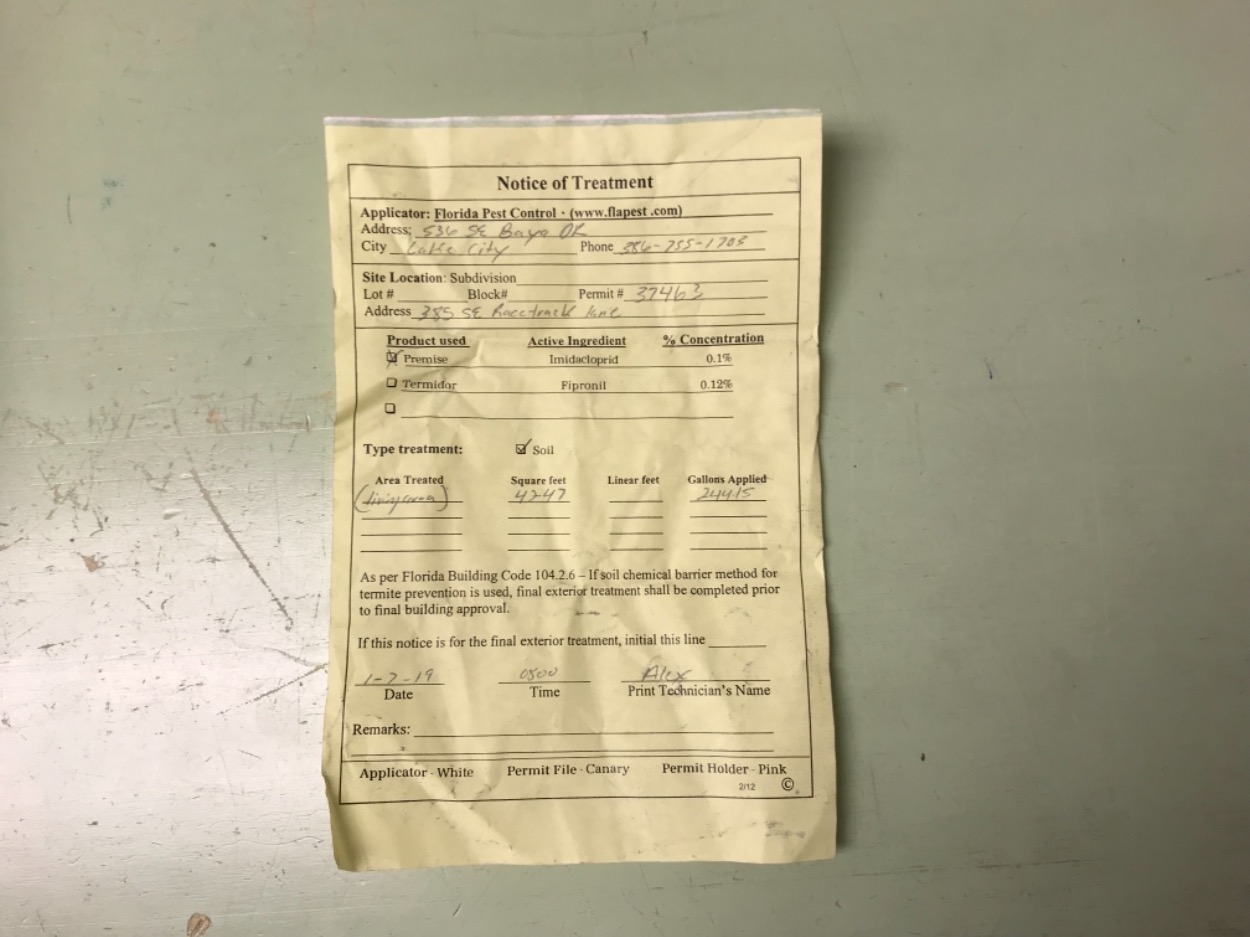 Notice of Treatment
Applicator: Florida Pest Control · (www.flapest .com)
Address: 536 SE Baya DR
City Lake City Phone 386-755-1703
Site Location: Subdivision
Lot # Block# Permit # 37463
Address 385 SE Racetrack lane
Product used Active Ingredient % Concentration
Premise Imidacloprid 0.1%
Termidor Fipronil 0.12%
Type treatment: Soil
Area Treated Square feet Linear feet Gallons Applied
(living area) 4247
As per Florida Building Code 104.2.6 – If soil chemical barrier method for
termite prevention is used, final exterior treatment shall be completed prior
to final building approval.
If this notice is for the final exterior treatment, initial this line
1-7-19 Alex
Date Time Print Technician's Name
Remarks:
Applicator - White Permit File - Canary Permit Holder - Pink
2/12 ©